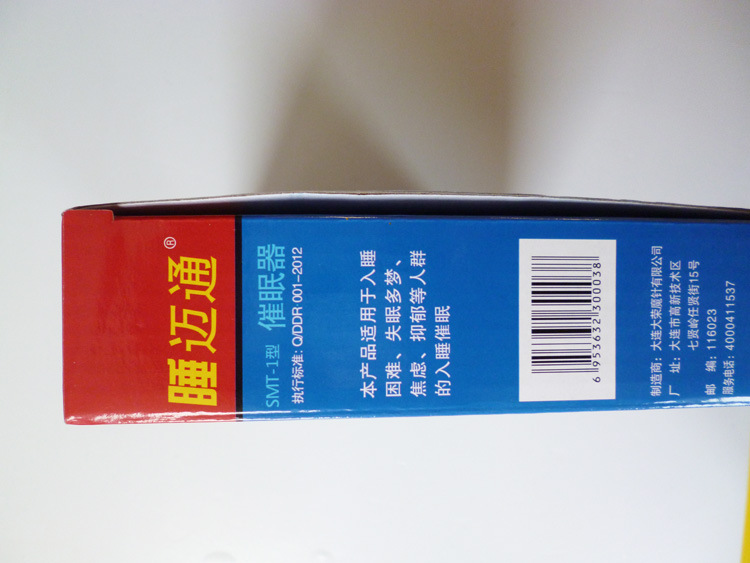 睡迈通®
SMT-1型 催眠器
执行标准: Q/DDR 001-2012
本产品适用于入睡
困难、失眠多梦、
焦虑、抑郁等人群
的入睡催眠
6 953632 300038
制造商: 大连大荣魔针有限公司
厂 址: 大连市高新技术区
七贤岭任贤街15号
邮 编: 116023
服务电话: 4000411537